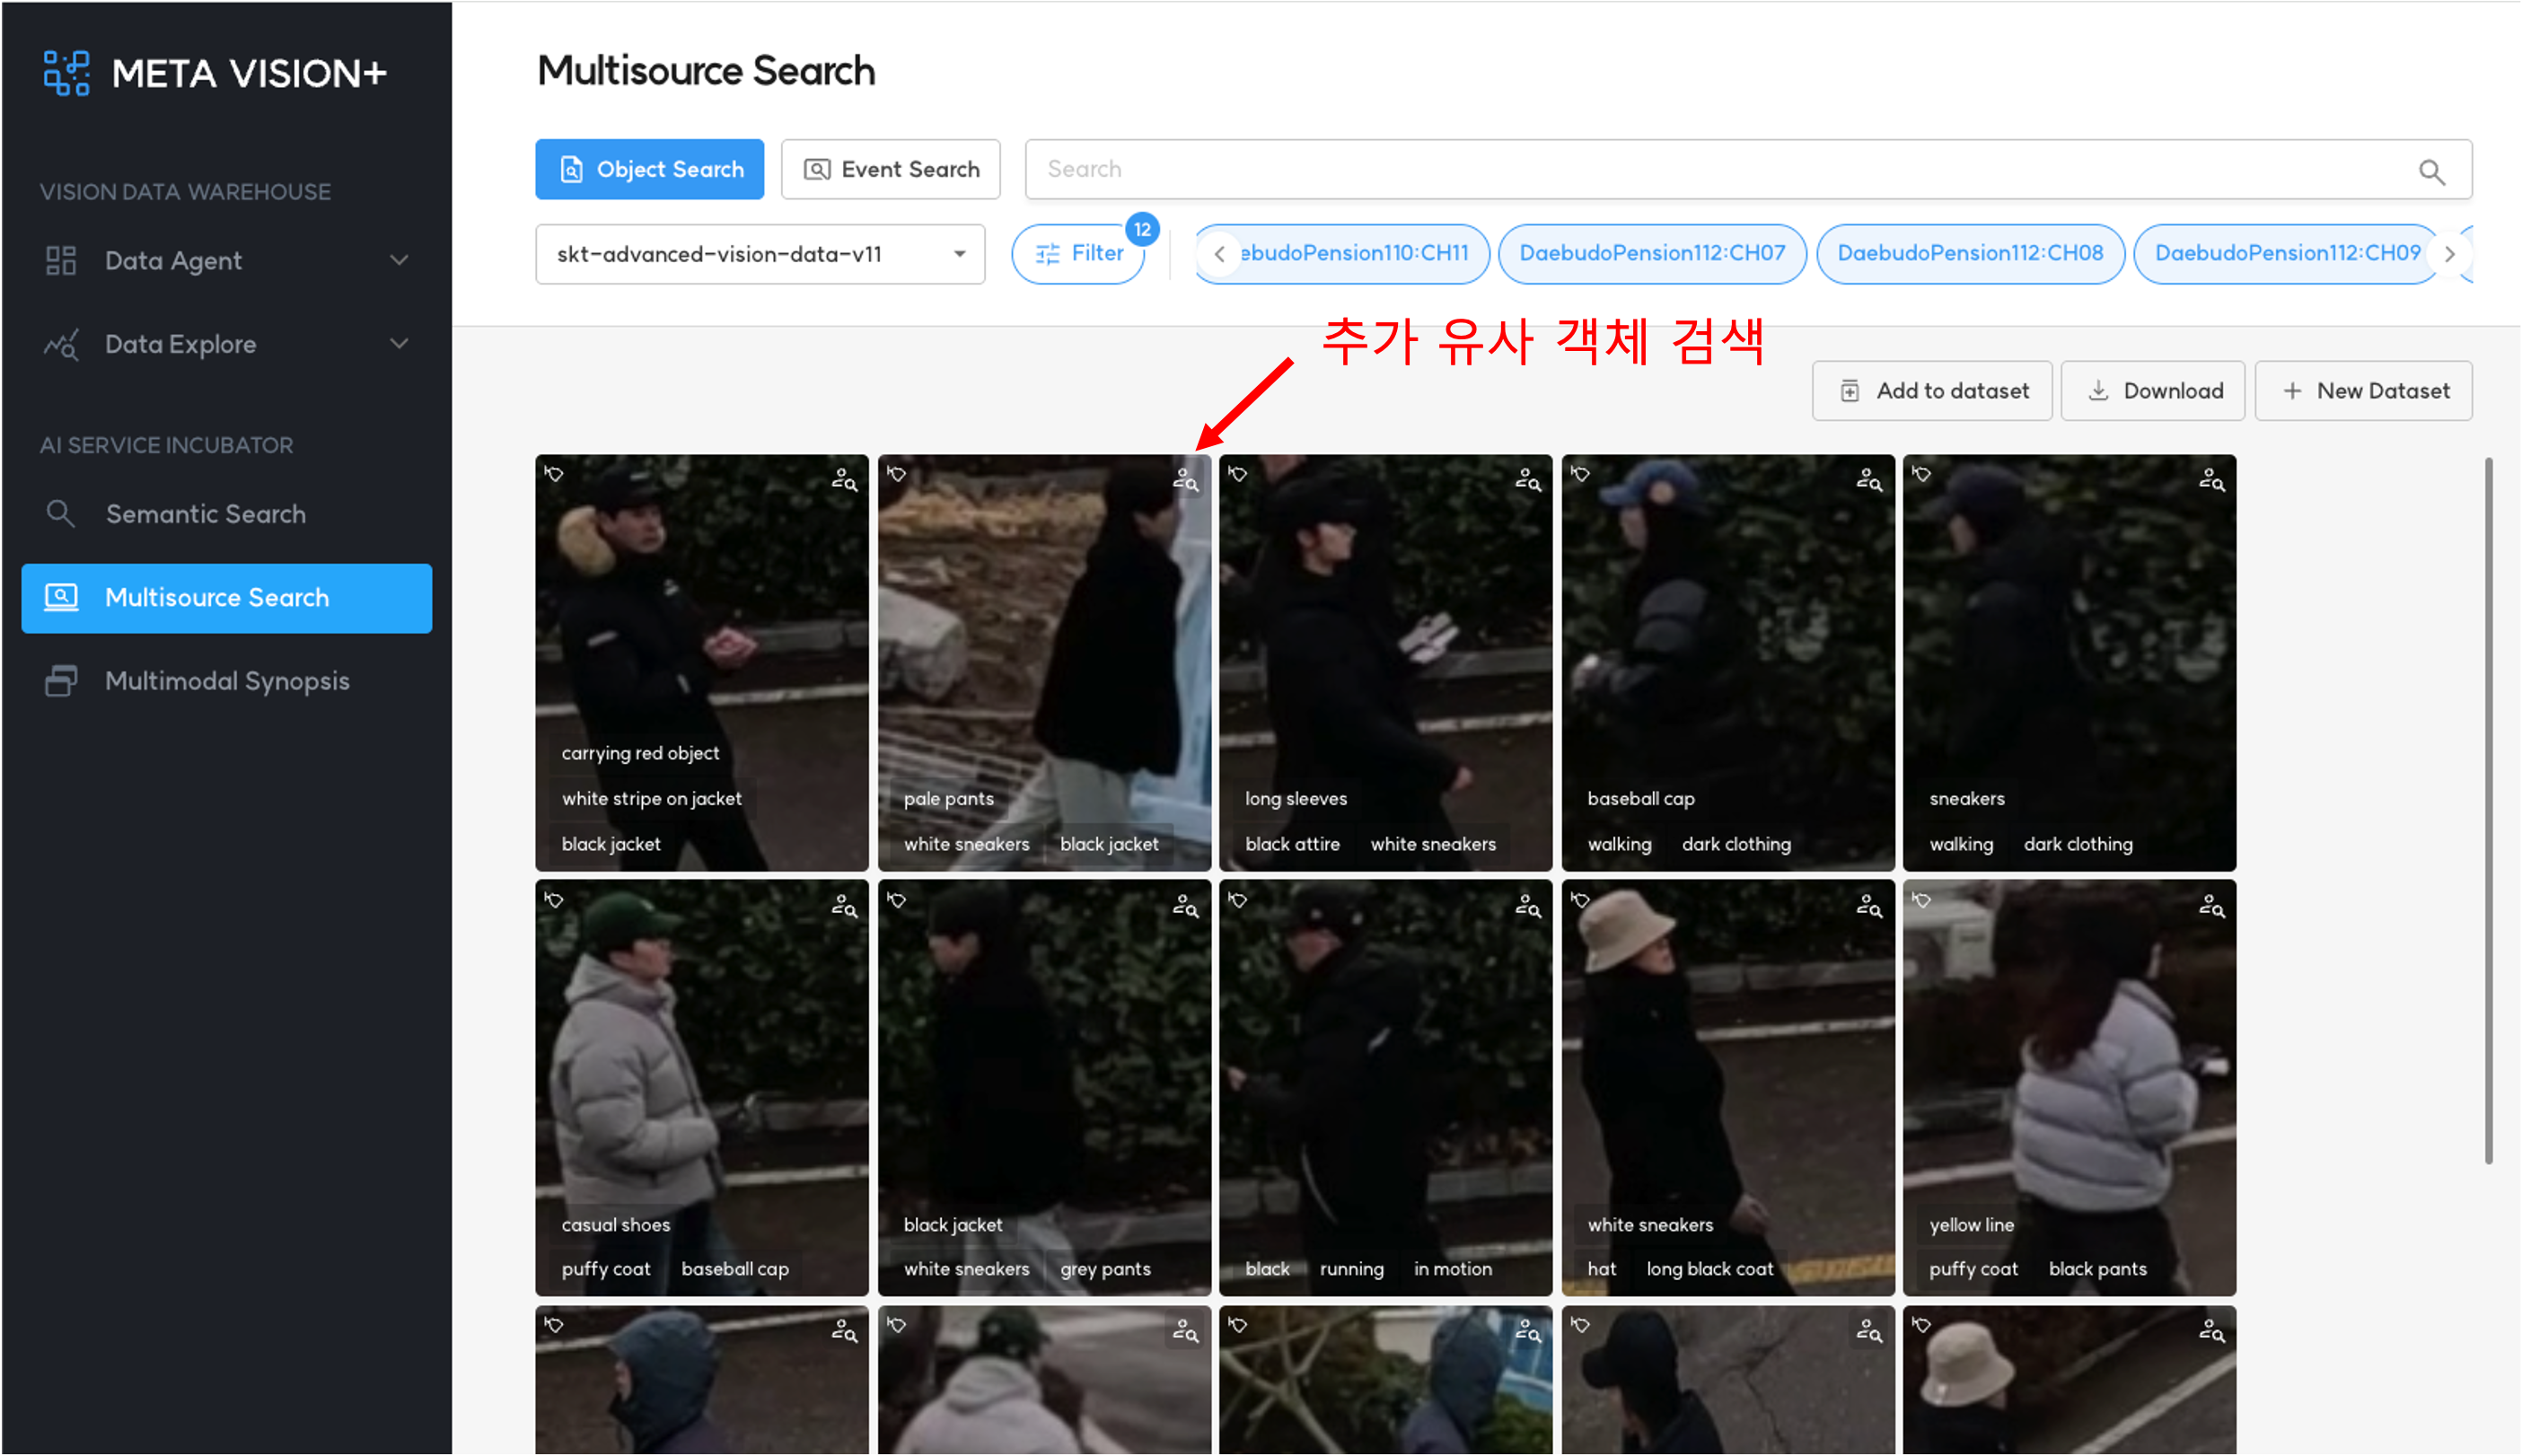 META VISION+
VISION DATA WAREHOUSE
Data Agent
Data Explore
AI SERVICE INCUBATOR
Semantic Search
Multisource Search
Multimodal Synopsis
Multisource Search
Object Search
Event Search
Search
skt-advanced-vision-data-v11
Filter
12
ebudoPension110:CH11
DaebudoPension112:CH07
DaebudoPension112:CH08
DaebudoPension112:CH09
추가 유사 객체 검색
Add to dataset
Download
New Dataset
carrying red object
white stripe on jacket
black jacket
pale pants
white sneakers black jacket
long sleeves
black attire white sneakers
baseball cap
walking dark clothing
sneakers
walking dark clothing
casual shoes
puffy coat baseball cap
black jacket
white sneakers grey pants
black running in motion
white sneakers
hat long black coat
yellow line
puffy coat black pants